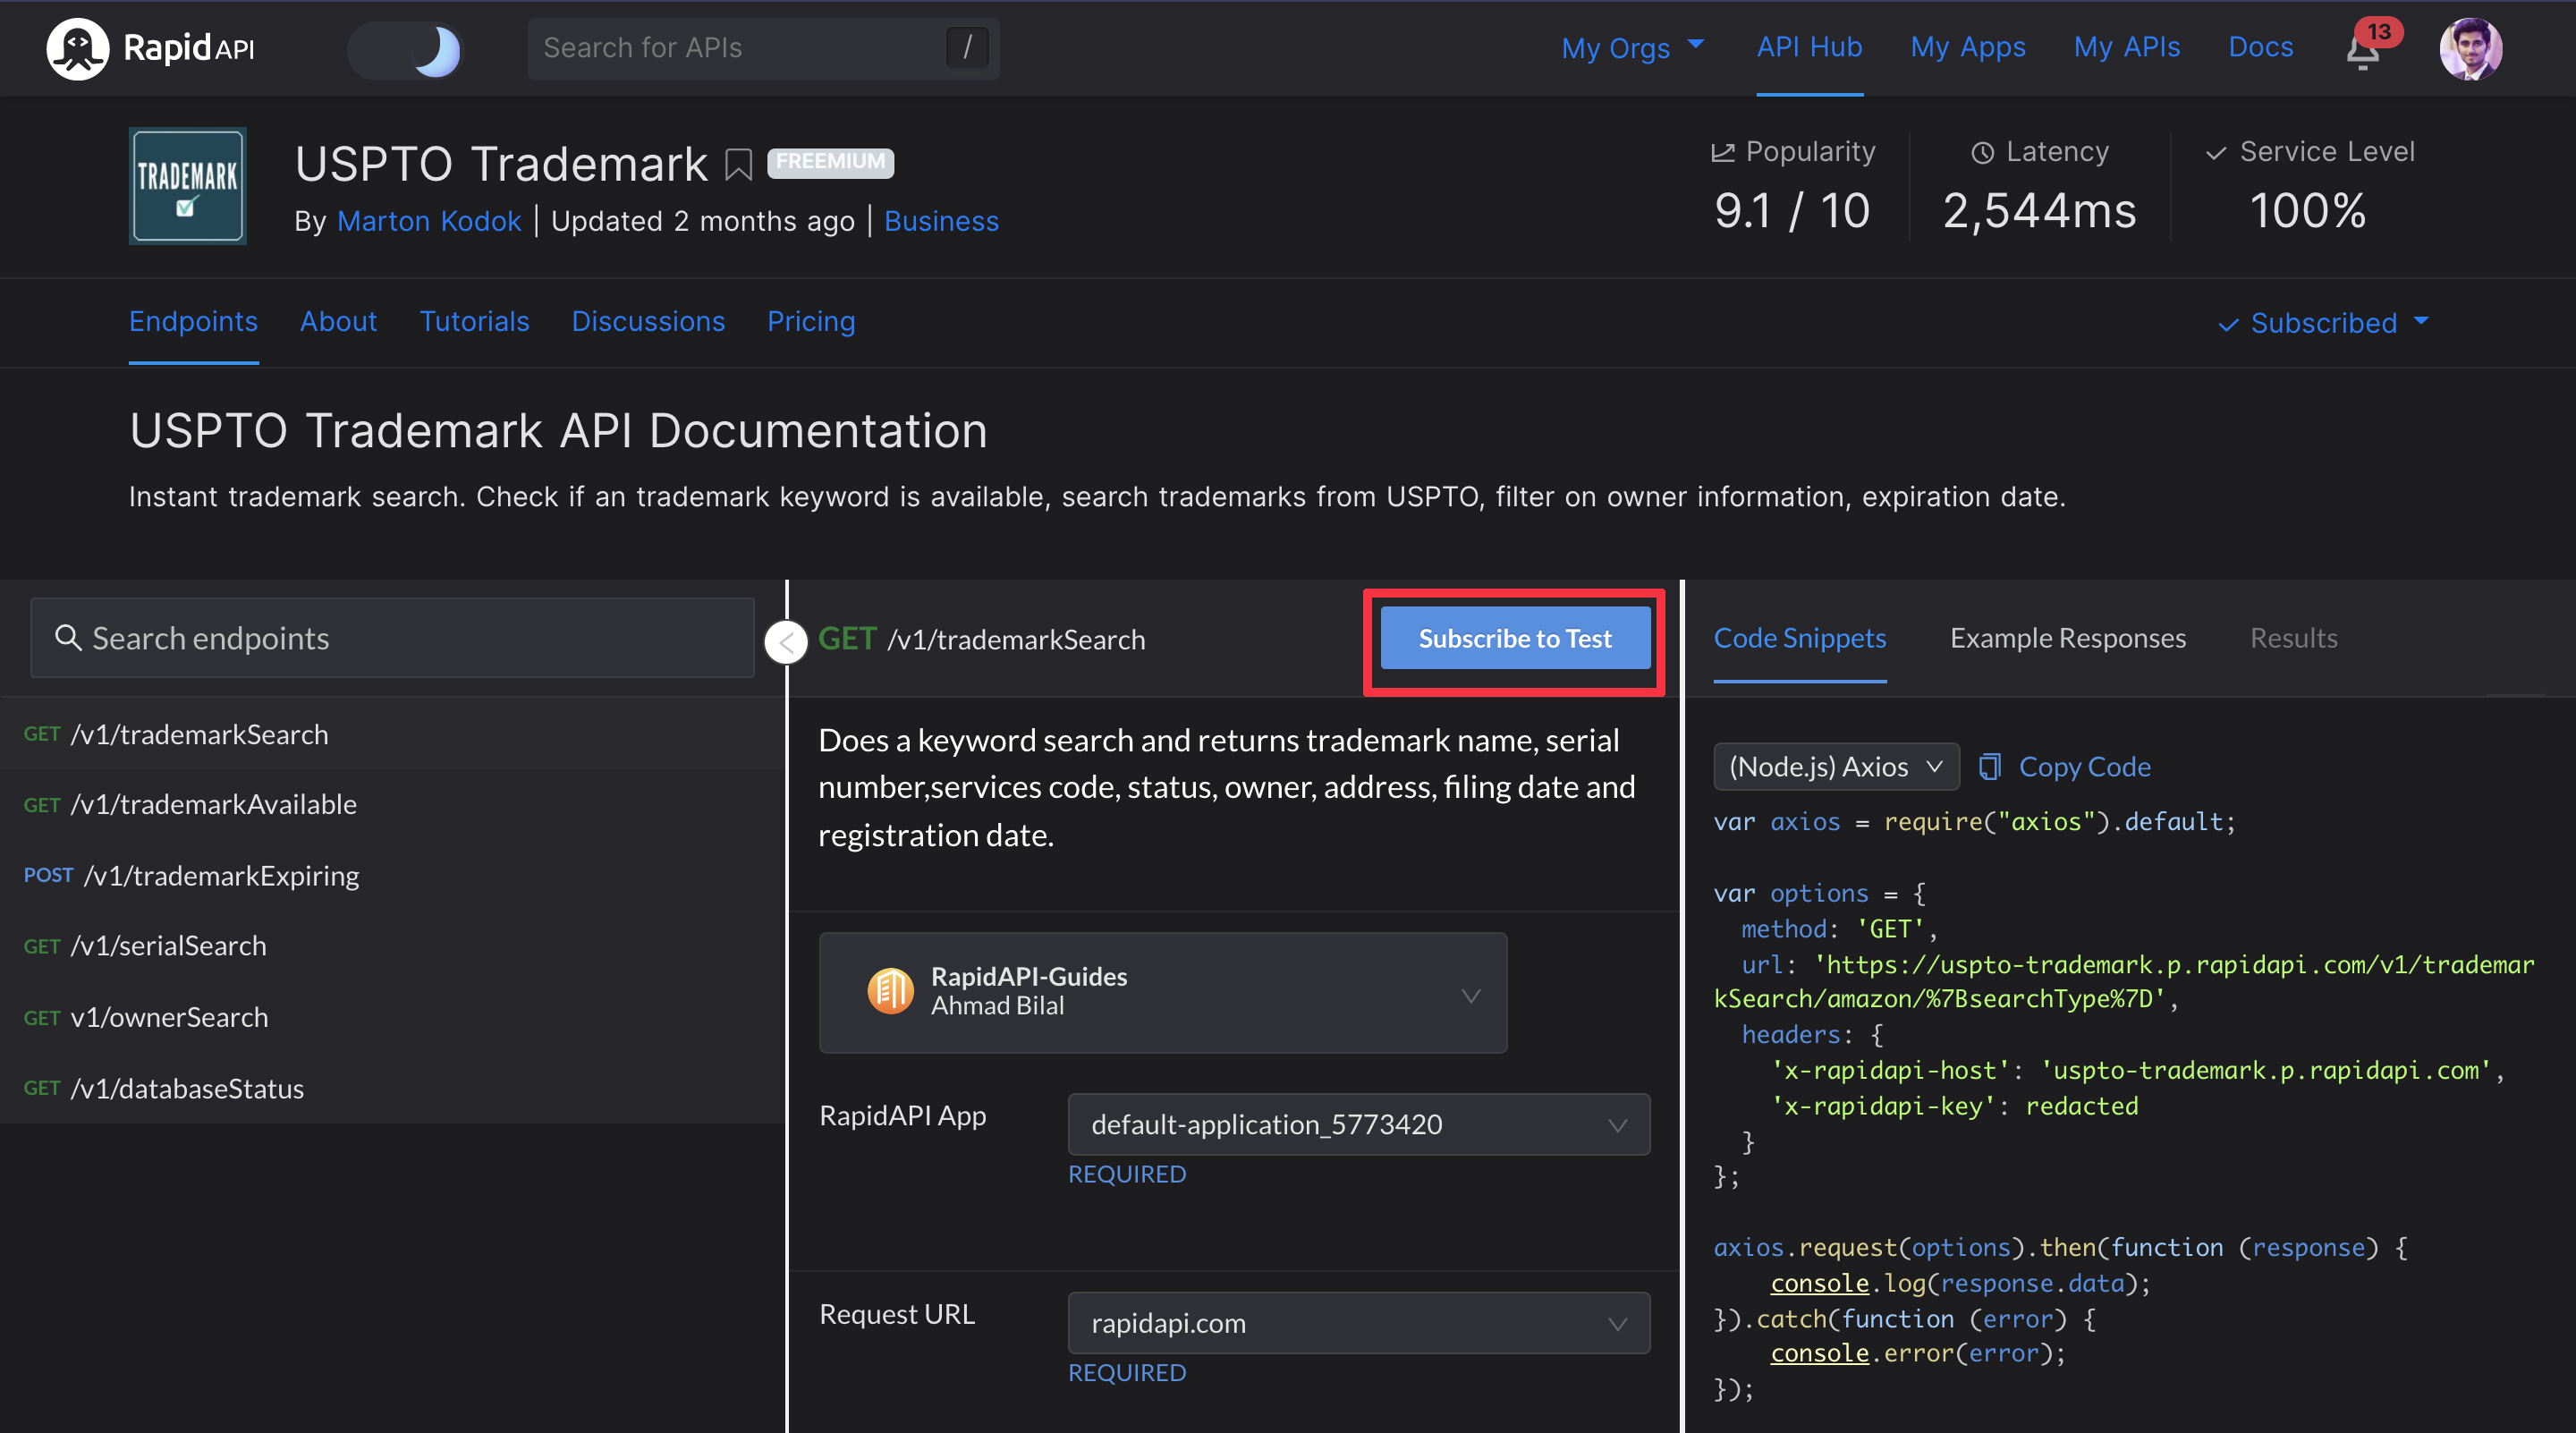 RapidAPI
Search for APIs /
My Orgs
API Hub
My Apps
My APIs
Docs
13
TRADEMARK
USPTO Trademark FREEMIUM
By Marton Kodok | Updated 2 months ago | Business
Popularity
9.1 / 10
Latency
2,544ms
Service Level
100%
Endpoints
About
Tutorials
Discussions
Pricing
Subscribed
USPTO Trademark API Documentation
Instant trademark search. Check if an trademark keyword is available, search trademarks from USPTO, filter on owner information, expiration date.
Search endpoints
GET /v1/trademarkSearch
GET /v1/trademarkAvailable
POST /v1/trademarkExpiring
GET /v1/serialSearch
GET v1/ownerSearch
GET /v1/databaseStatus
GET /v1/trademarkSearch
Subscribe to Test
Does a keyword search and returns trademark name, serial
number,services code, status, owner, address, filing date and
registration date.
RapidAPI-Guides
Ahmad Bilal
RapidAPI App
default-application_5773420
REQUIRED
Request URL
rapidapi.com
REQUIRED
Code Snippets
Example Responses
Results
(Node.js) Axios
Copy Code
var axios = require("axios").default;
var options = {
method: 'GET',
url: 'https://uspto-trademark.p.rapidapi.com/v1/trademar
kSearch/amazon/%7BsearchType%7D',
headers: {
'x-rapidapi-host': 'uspto-trademark.p.rapidapi.com',
'x-rapidapi-key': redacted
}
};
axios.request(options).then(function (response) {
console.log(response.data);
}).catch(function (error) {
console.error(error);
});